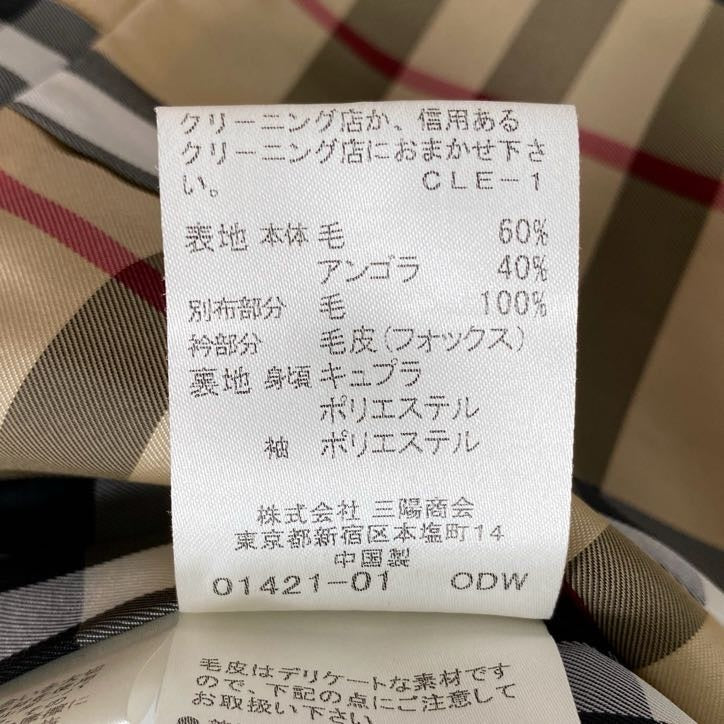 クリーニング店か、信用ある
クリーニング店におまかせ下さ
い。 CLE-1
表地 本体 毛 60%
アンゴラ 40%
別布部分 毛 100%
衿部分 毛皮(フォックス)
裏地 身頃 キュプラ
ポリエステル
袖 ポリエステル
株式会社 三陽商会
東京都新宿区本塩町14
中国製
01421-01 ODW
毛皮はデリケートな素材です
ので、下記の点にご注意して
お取扱い下さい